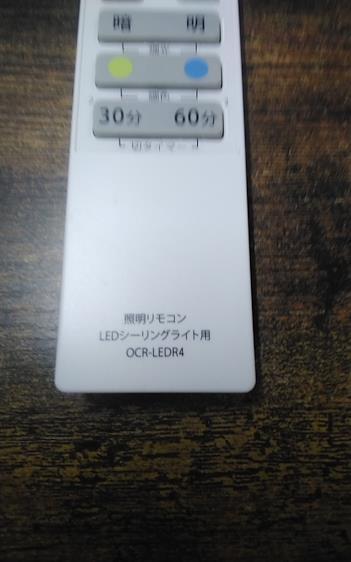 暗 明
調光
調色
30分 60分
切タイマー
照明リモコン
LEDシーリングライト用
OCR-LEDR4